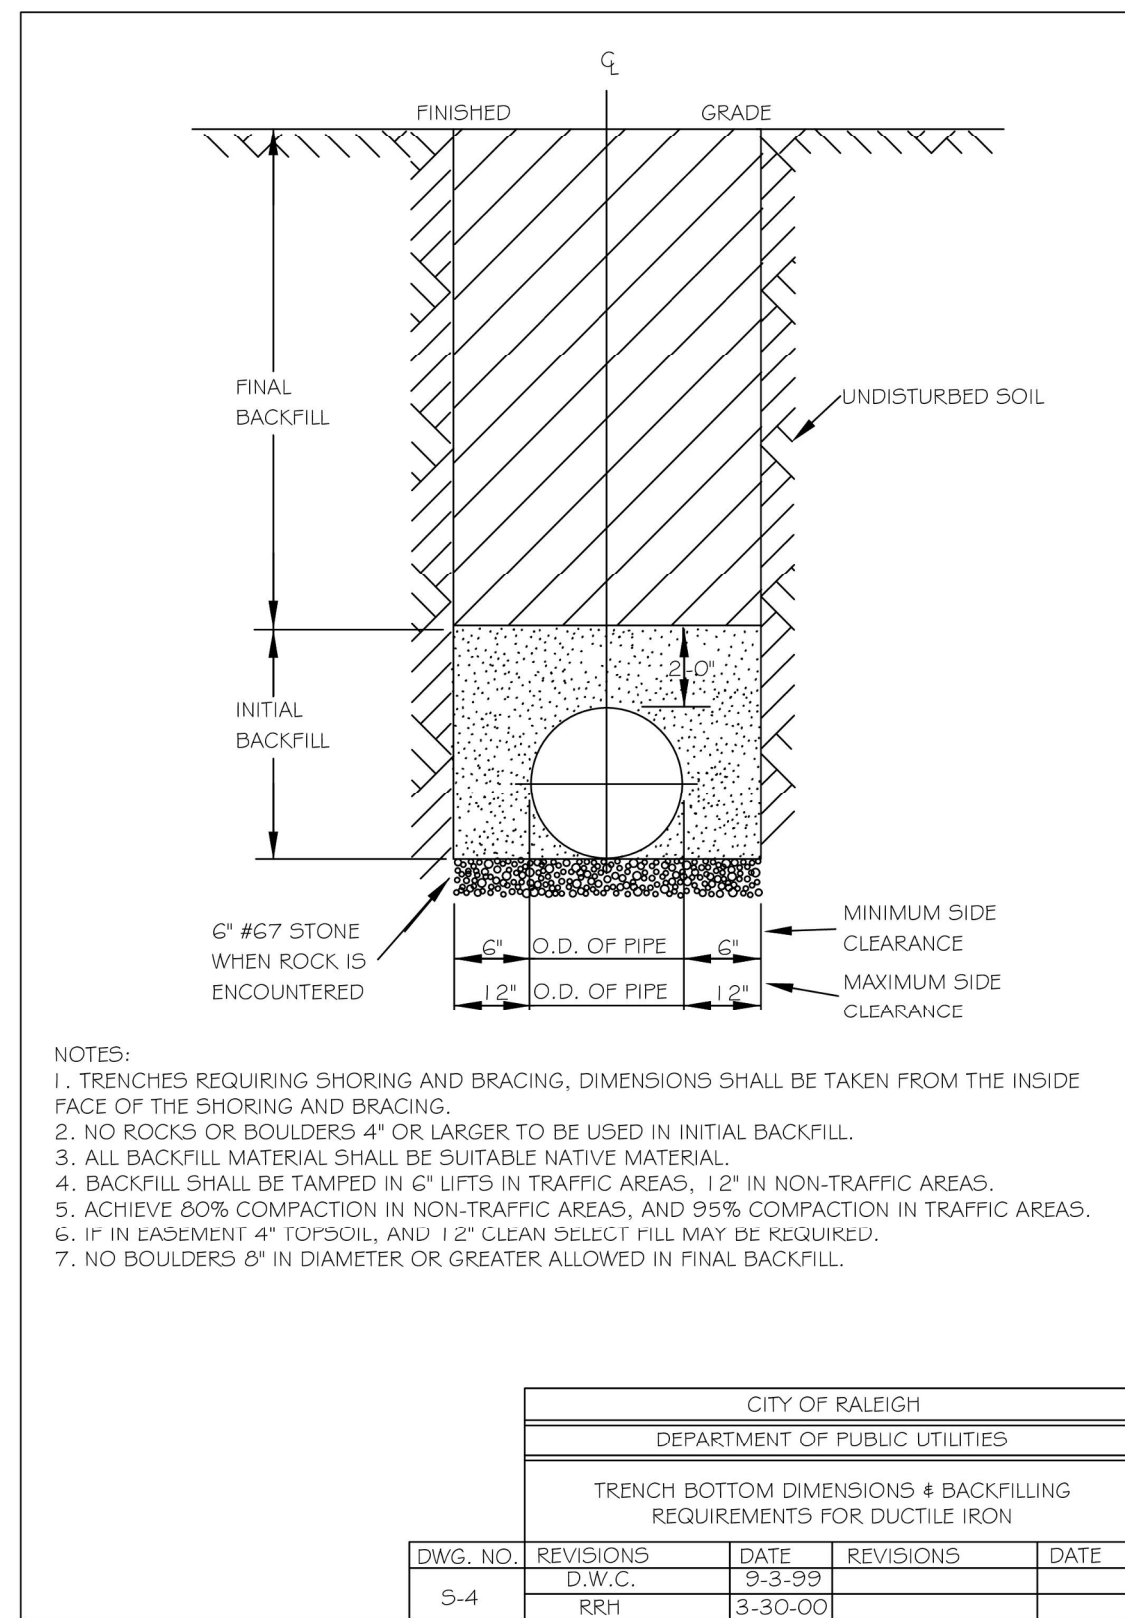 ℄
FINISHED GRADE
FINAL
BACKFILL
UNDISTURBED SOIL
2'-0"
INITIAL
BACKFILL
6" #67 STONE
WHEN ROCK IS
ENCOUNTERED
6" O.D. OF PIPE 6"
MINIMUM SIDE
CLEARANCE
12" O.D. OF PIPE 12"
MAXIMUM SIDE
CLEARANCE
NOTES:
1. TRENCHES REQUIRING SHORING AND BRACING, DIMENSIONS SHALL BE TAKEN FROM THE INSIDE
FACE OF THE SHORING AND BRACING.
2. NO ROCKS OR BOULDERS 4" OR LARGER TO BE USED IN INITIAL BACKFILL.
3. ALL BACKFILL MATERIAL SHALL BE SUITABLE NATIVE MATERIAL.
4. BACKFILL SHALL BE TAMPED IN 6" LIFTS IN TRAFFIC AREAS, 12" IN NON-TRAFFIC AREAS.
5. ACHIEVE 80% COMPACTION IN NON-TRAFFIC AREAS, AND 95% COMPACTION IN TRAFFIC AREAS.
6. IF IN EASEMENT 4" TOPSOIL, AND 12" CLEAN SELECT FILL MAY BE REQUIRED.
7. NO BOULDERS 8" IN DIAMETER OR GREATER ALLOWED IN FINAL BACKFILL.
CITY OF RALEIGH
DEPARTMENT OF PUBLIC UTILITIES
TRENCH BOTTOM DIMENSIONS & BACKFILLING
REQUIREMENTS FOR DUCTILE IRON
DWG. NO. REVISIONS DATE REVISIONS DATE
S-4
D.W.C. 9-3-99
RRH 3-30-00